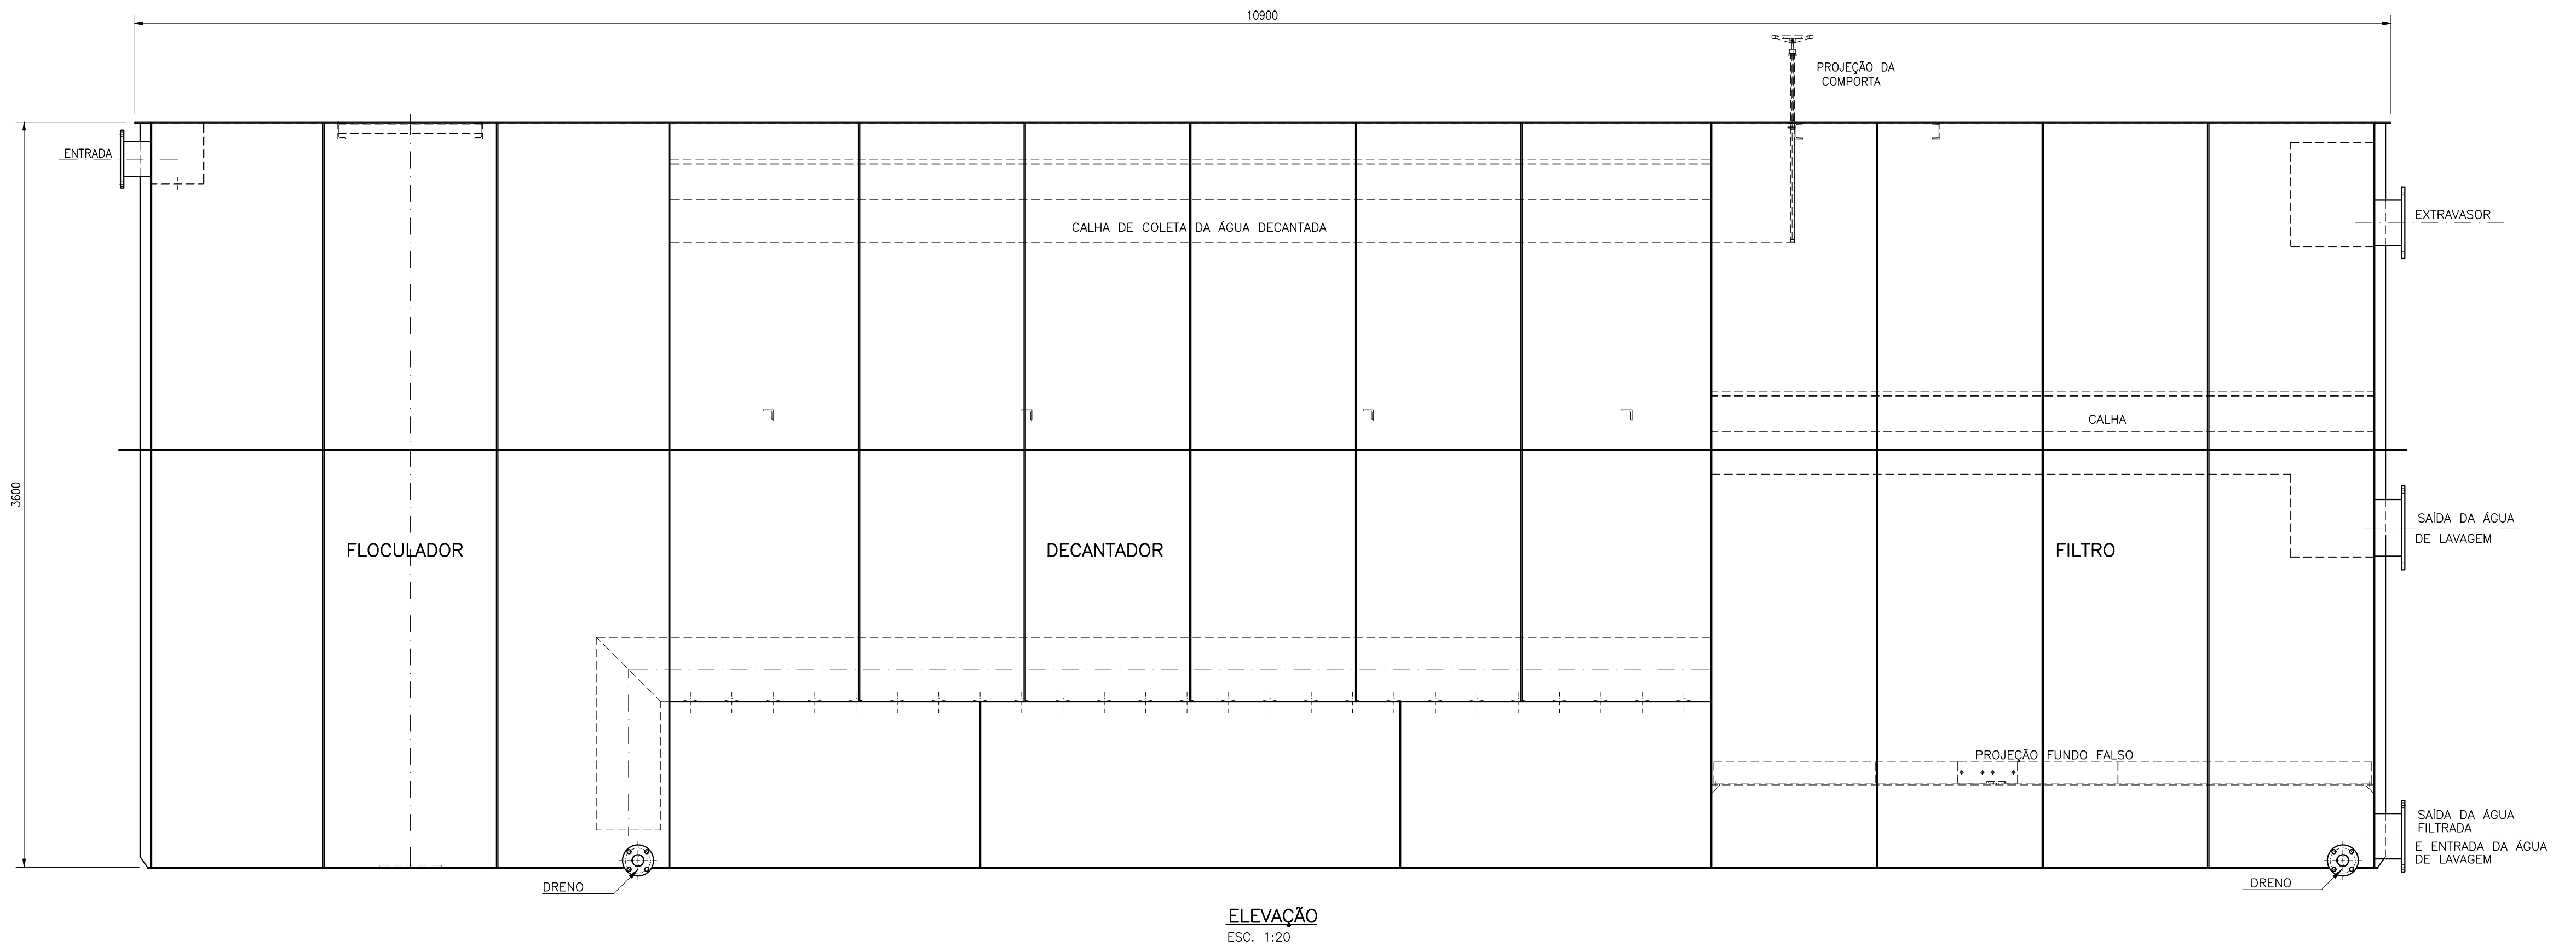 10900
PROJEÇÃO DA
COMPORTA
ENTRADA
EXTRAVASOR
CALHA DE COLETA DA ÁGUA DECANTADA
CALHA
3600
FLOCULADOR
DECANTADOR
FILTRO
SAÍDA DA ÁGUA
DE LAVAGEM
PROJEÇÃO FUNDO FALSO
SAÍDA DA ÁGUA
FILTRADA
E ENTRADA DA ÁGUA
DE LAVAGEM
DRENO
DRENO
ELEVAÇÃO
ESC. 1:20